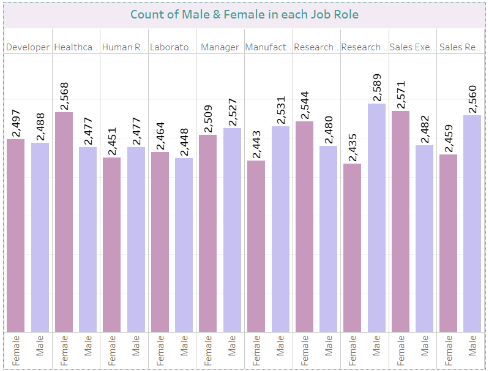 Count of Male & Female in each Job Role
Developer Healthca.. Human R.. Laborato.. Manager Manufact.. Research .. Research .. Sales Exe.. Sales Re..
2,497 2,488 2,568 2,477 2,451 2,477 2,464 2,448 2,509 2,527 2,443 2,531 2,544 2,480 2,435 2,589 2,571 2,482 2,459 2,560
Female Male Female Male Female Male Female Male Female Male Female Male Female Male Female Male Female Male Female Male